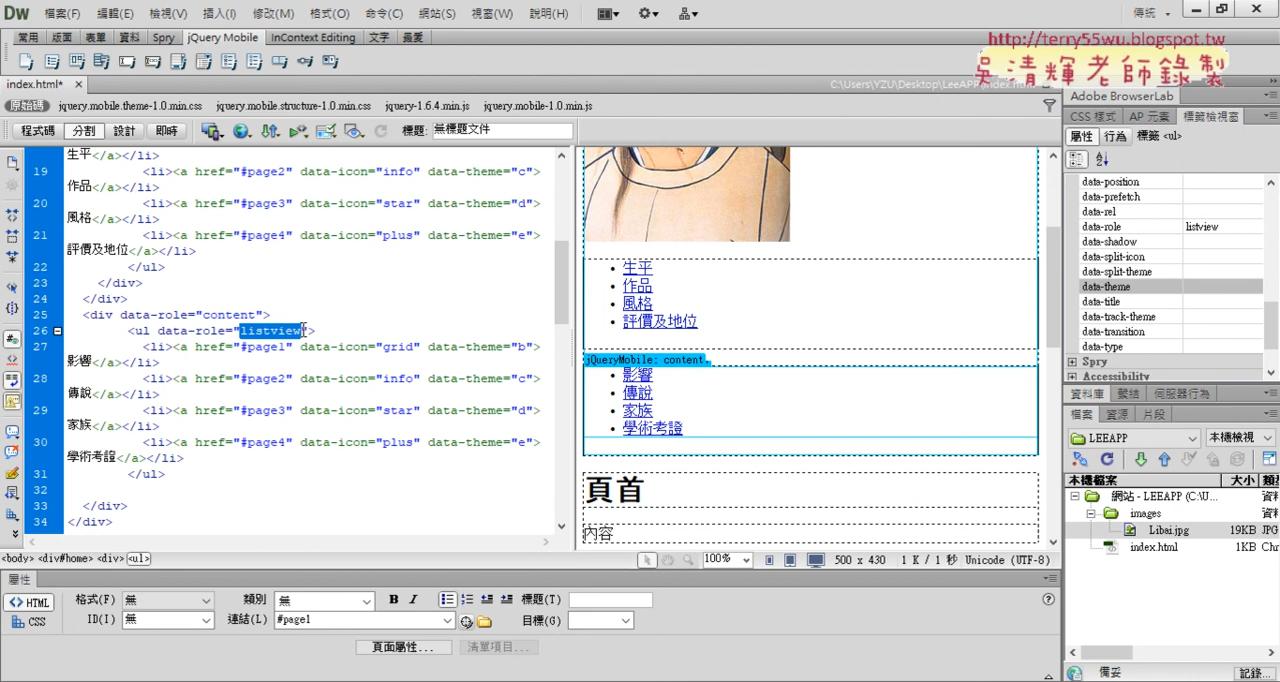 Dw 檔案(F) 編輯(E) 檢視(V) 插入(I) 修改(M) 格式(O) 命令(C) 網站(S) 視窗(W) 說明(H) 傳統
常用 版面 表單 資料 Spry jQuery Mobile InContext Editing 文字 最愛
http://terry55wu.blogspot.tw
吳清輝老師錄製
index.html* C:\Users\YZU\Desktop\LeeAPP\index.html
原始碼 jquery.mobile.theme-1.0.min.css jquery.mobile.structure-1.0.min.css jquery-1.6.4.min.js jquery.mobile-1.0.min.js
程式碼 分割 設計 即時 標題: 無標題文件
生平</a></li>
19 <li><a href="#page2" data-icon="info" data-theme="c">
作品</a></li>
20 <li><a href="#page3" data-icon="star" data-theme="d">
風格</a></li>
21 <li><a href="#page4" data-icon="plus" data-theme="e">
評價及地位</a></li>
22 </ul>
23 </div>
24 </div>
25 <div data-role="content">
26 <ul data-role="listview">
27 <li><a href="#page1" data-icon="grid" data-theme="b">
影響</a></li>
28 <li><a href="#page2" data-icon="info" data-theme="c">
傳說</a></li>
29 <li><a href="#page3" data-icon="star" data-theme="d">
家族</a></li>
30 <li><a href="#page4" data-icon="plus" data-theme="e">
學術考證</a></li>
31 </ul>
32
33 </div>
34 </div>
生平
作品
風格
評價及地位
jQueryMobile: content
影響
傳說
家族
學術考證
頁首
內容
<body> <div#home> <div> <ul> 100% 500 x 430 1 K / 1 秒 Unicode (UTF-8)
屬性
<> HTML 格式(F) 無 類別 無 B I 標題(T)
CSS ID(I) 無 連結(L) #page1 目標(G)
頁面屬性... 清單項目...
Adobe BrowserLab
CSS 樣式 AP 元素 標籤檢視窗
屬性 行為 標籤 <ul>
data-position
data-prefetch
data-rel
data-role listview
data-shadow
data-split-icon
data-split-theme
data-theme
data-title
data-track-theme
data-transition
data-type
Spry
Accessibility
資料庫 繫結 伺服器行為
檔案 資源 片段
LEEAPP 本機檢視
本機檔案 大小 類
網站 - LEEAPP (C:\U... 資
images 資
Libai.jpg 19KB JPG
index.html 1KB Chr
備妥 記錄...